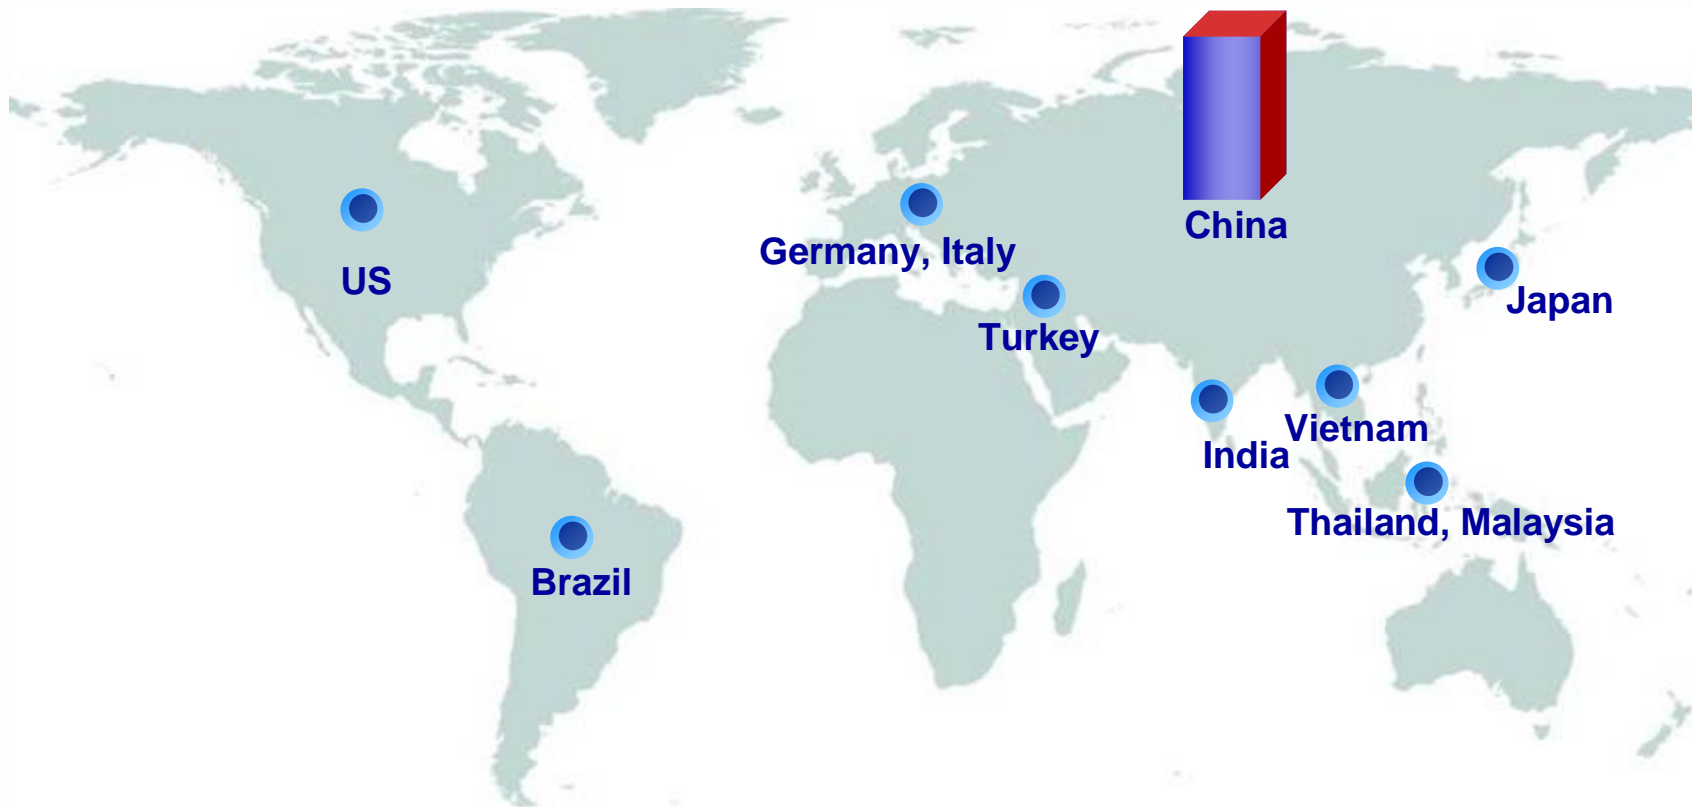 China
Germany, Italy
US
Japan
Turkey
Vietnam
India
Thailand, Malaysia
Brazil